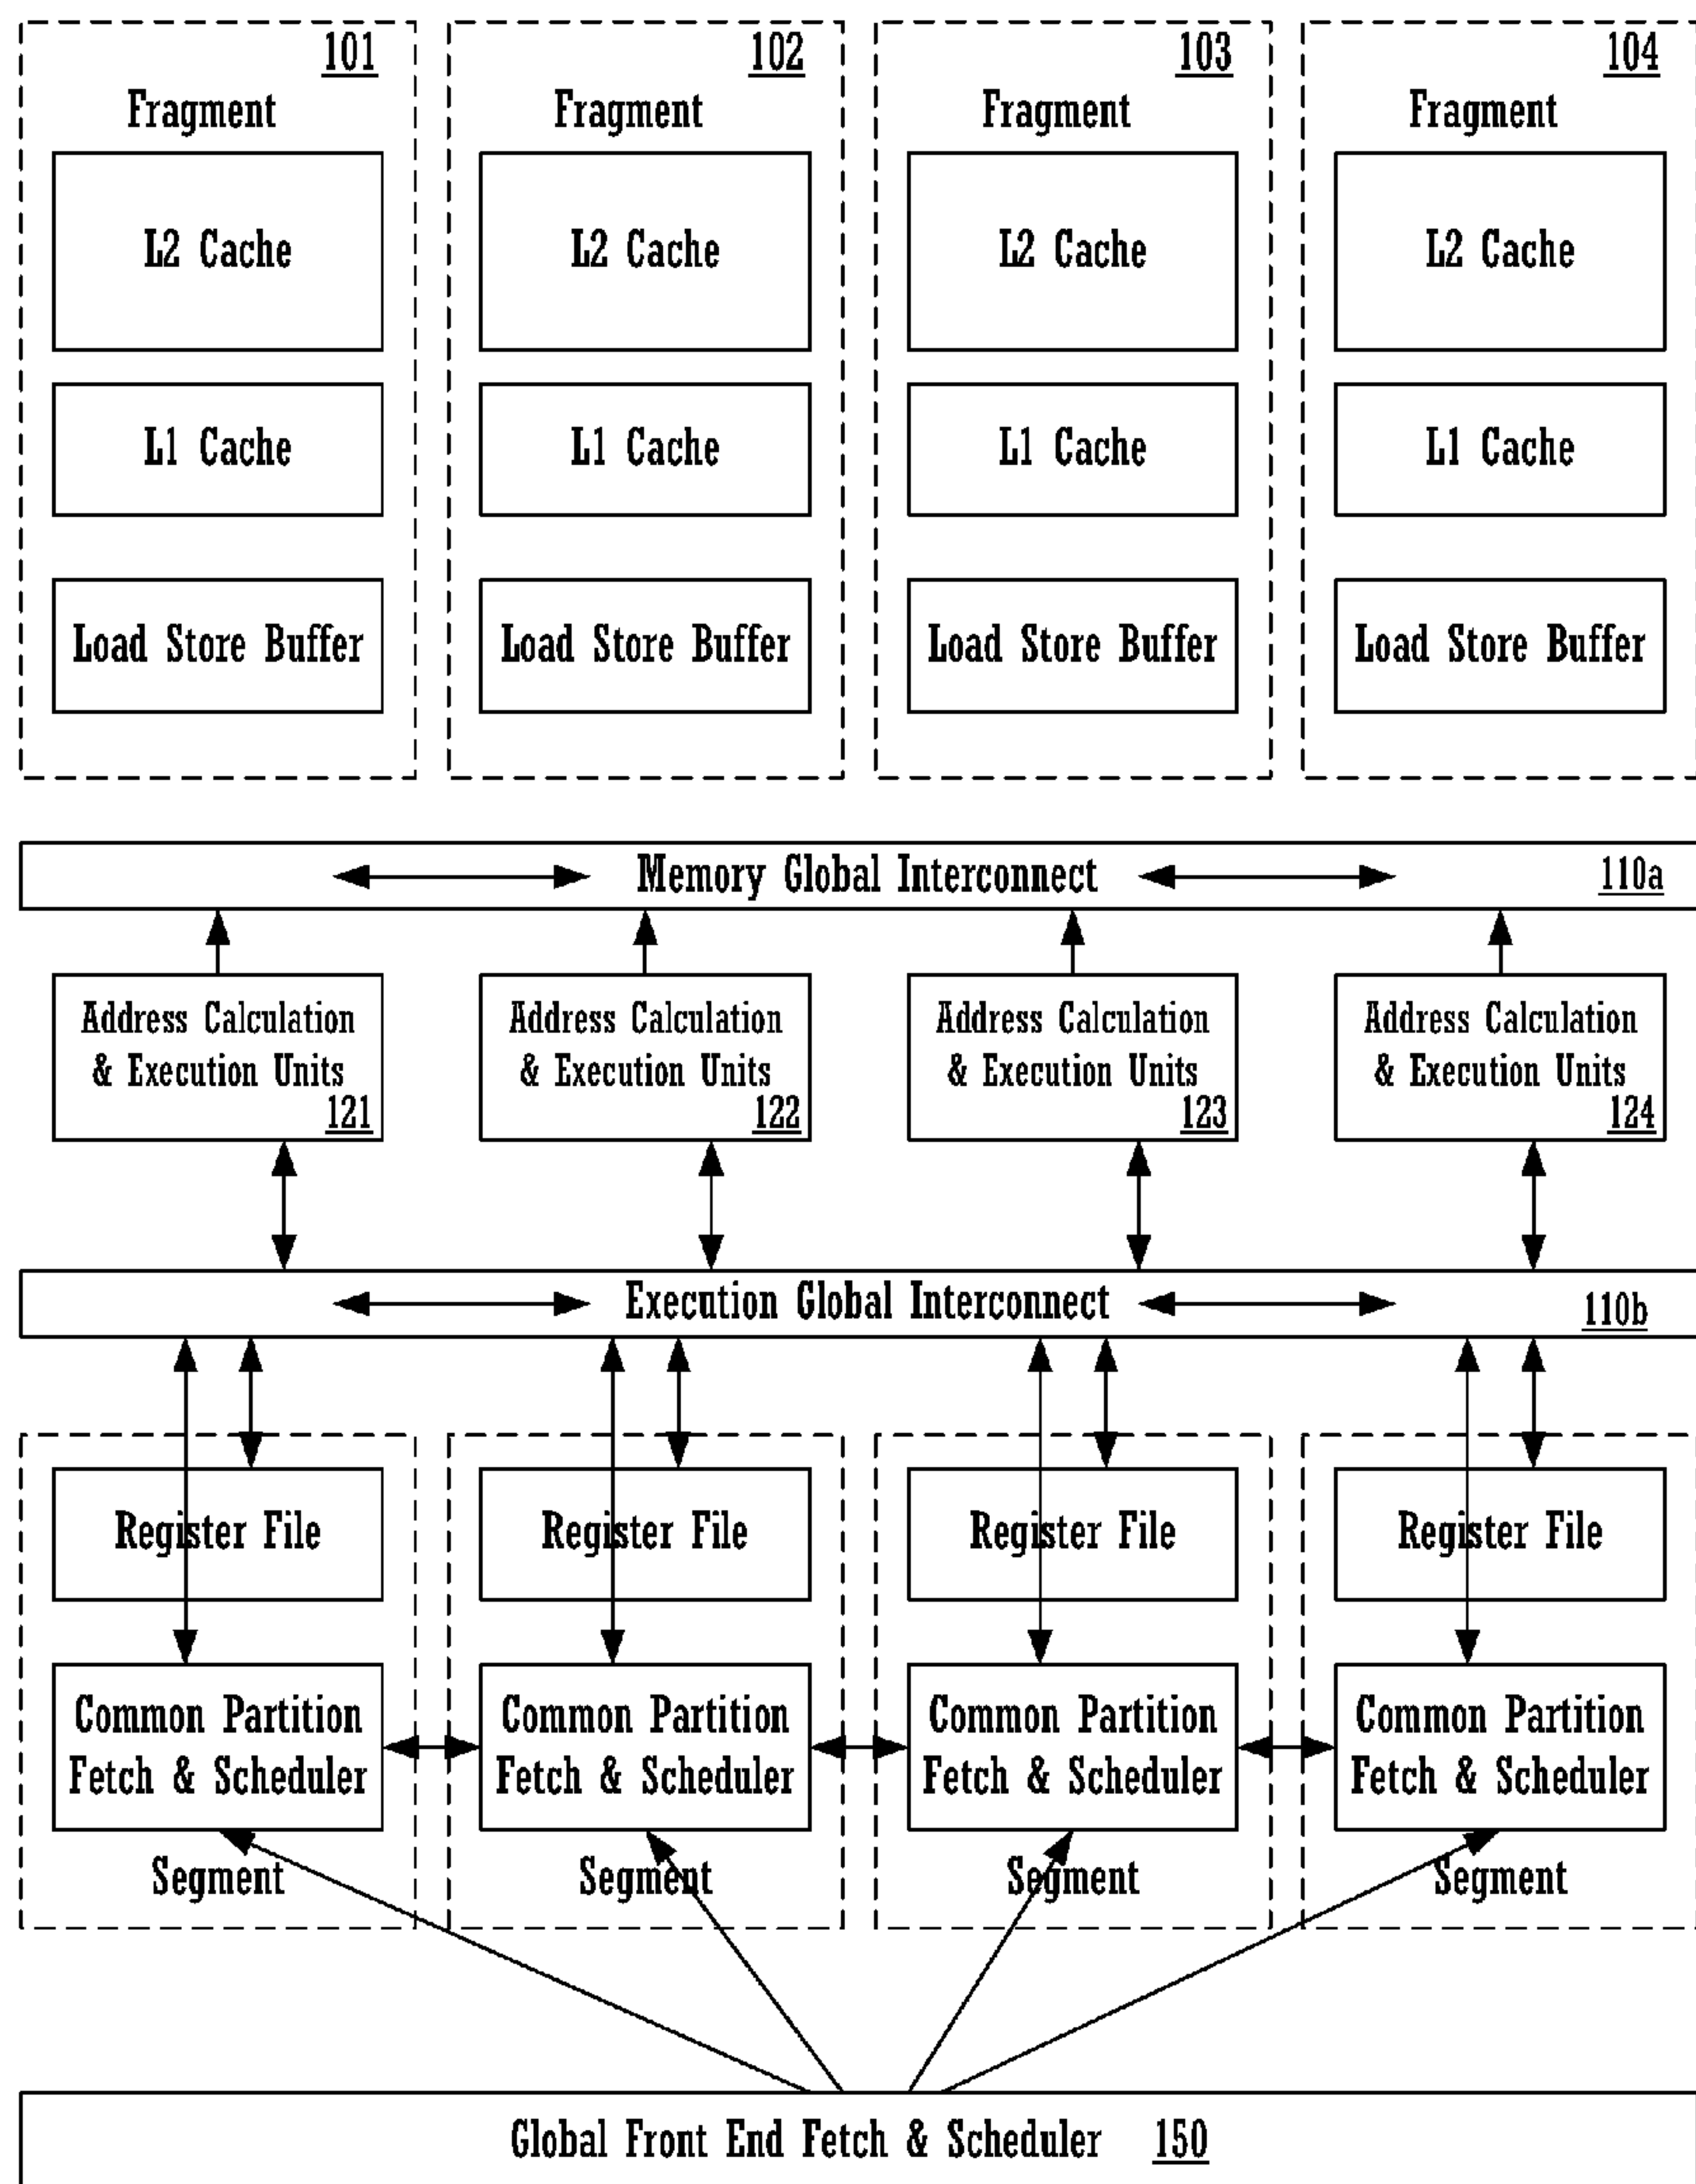 101 102 103 104
Fragment Fragment Fragment Fragment
L2 Cache L2 Cache L2 Cache L2 Cache
L1 Cache L1 Cache L1 Cache L1 Cache
Load Store Buffer Load Store Buffer Load Store Buffer Load Store Buffer
Memory Global Interconnect 110a
Address Calculation Address Calculation Address Calculation Address Calculation
& Execution Units & Execution Units & Execution Units & Execution Units
121 122 123 124
Execution Global Interconnect 110b
Register File Register File Register File Register File
Common Partition Common Partition Common Partition Common Partition
Fetch & Scheduler Fetch & Scheduler Fetch & Scheduler Fetch & Scheduler
Segment Segment Segment Segment
Global Front End Fetch & Scheduler 150